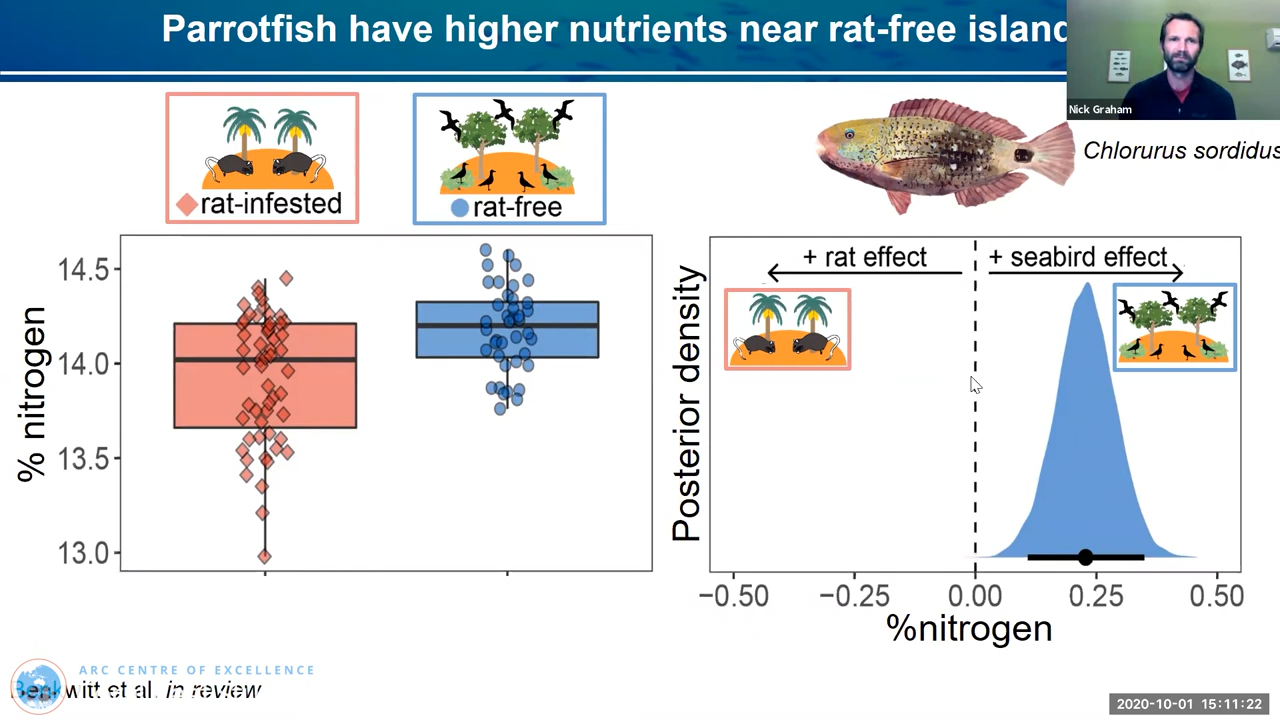 Parrotfish have higher nutrients near rat-free island
Nick Graham
Chlorurus sordidus
rat-infested
rat-free
% nitrogen
14.5
14.0
13.5
13.0
+ rat effect
+ seabird effect
Posterior density
−0.50
−0.25
0.00
0.25
0.50
%nitrogen
ARC CENTRE OF EXCELLENCE
Benkwitt et al. in review
2020-10-01 15:11:22